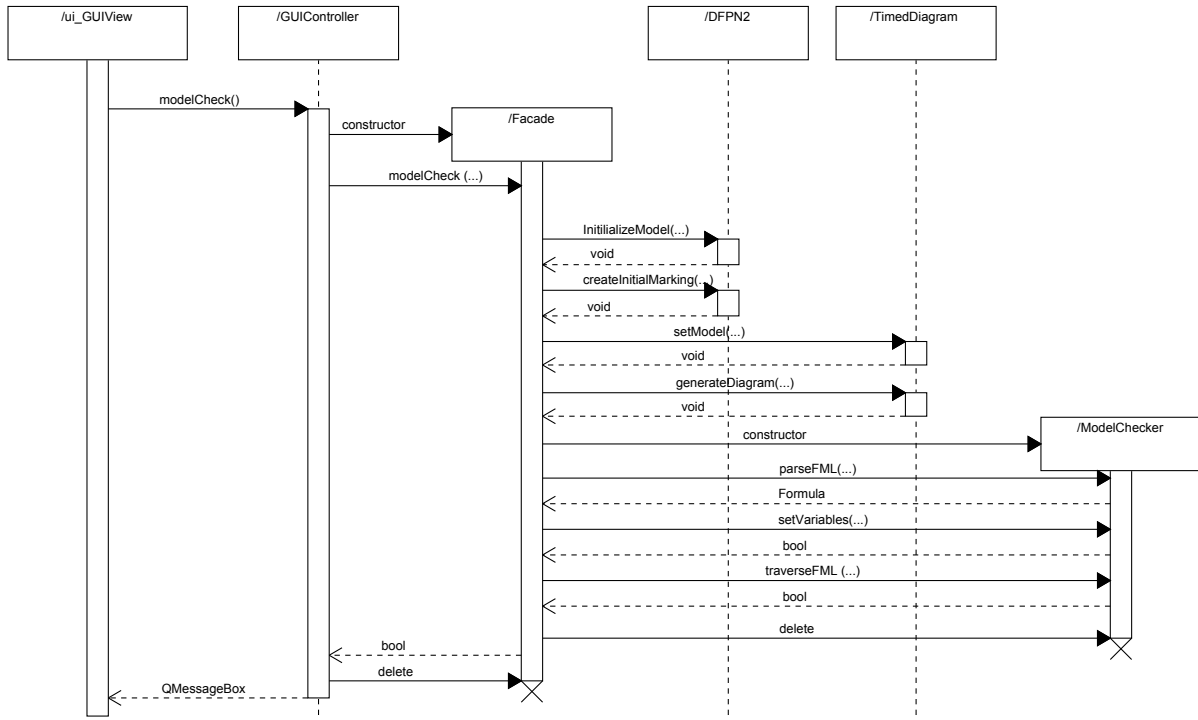 /ui_GUIView
/GUIController
/DFPN2
/TimedDiagram
modelCheck()
constructor
/Facade
modelCheck (...)
InitilializeModel(...)
void
createInitialMarking(...)
void
setModel(...)
void
generateDiagram(...)
void
constructor
/ModelChecker
parseFML(...)
Formula
setVariables(...)
bool
traverseFML (...)
bool
delete
bool
delete
QMessageBox